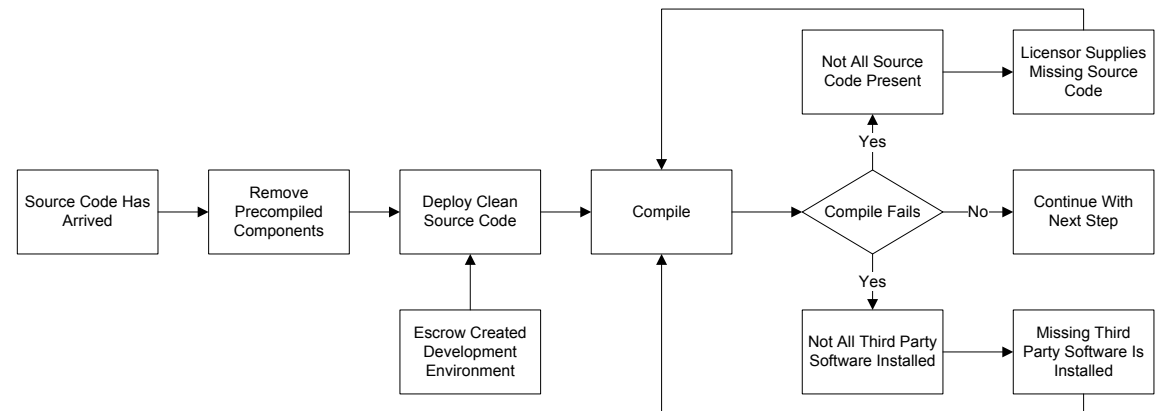 Source Code Has
Arrived
Remove
Precompiled
Components
Deploy Clean
Source Code
Escrow Created
Development
Environment
Compile
Compile Fails
Yes
Not All Source
Code Present
Licensor Supplies
Missing Source
Code
No
Continue With
Next Step
Yes
Not All Third Party
Software Installed
Missing Third
Party Software Is
Installed